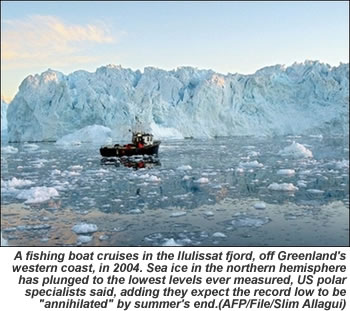 A fishing boat cruises in the Ilulissat fjord, off Greenland's
western coast, in 2004. Sea ice in the northern hemisphere
has plunged to the lowest levels ever measured, US polar
specialists said, adding they expect the record low to be
"annihilated" by summer's end.(AFP/File/Slim Allagui)